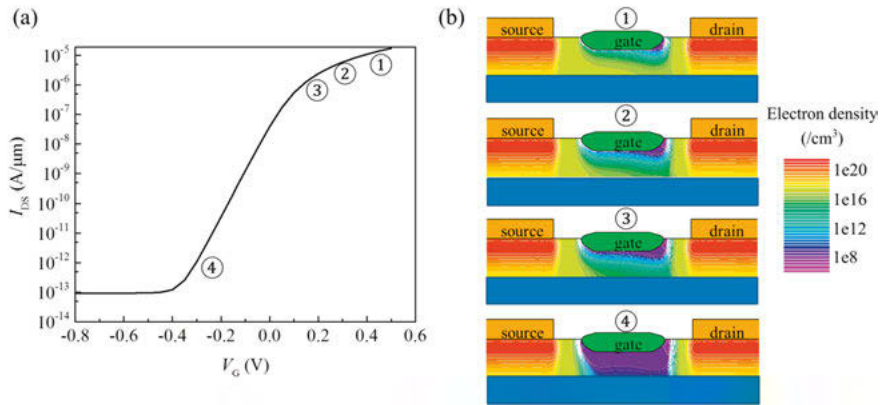 (a)
10⁻⁵
10⁻⁶
10⁻⁷
10⁻⁸
10⁻⁹
10⁻¹⁰
10⁻¹¹
10⁻¹²
10⁻¹³
10⁻¹⁴
I_DS (A/μm)
①
②
③
④
-0.8 -0.6 -0.4 -0.2 0.0 0.2 0.4 0.6
V_G (V)
(b)
①
source gate drain
②
source gate drain
③
source gate drain
④
source gate drain
Electron density
(/cm³)
1e20
1e16
1e12
1e8